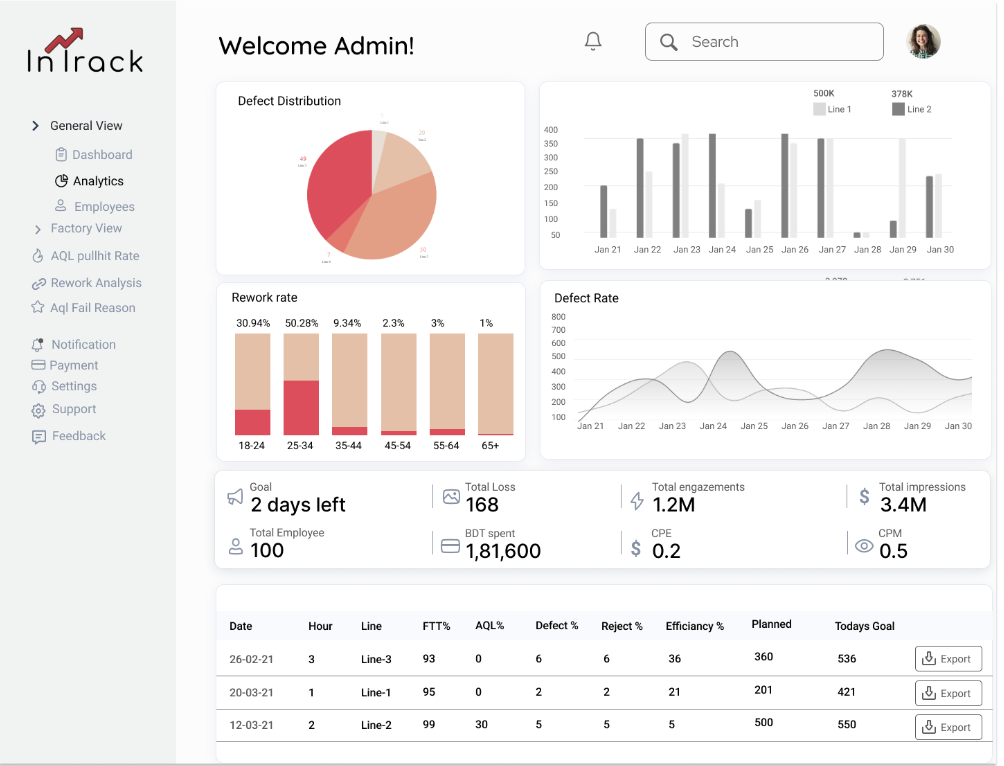 InTrack
Welcome Admin!
Search
General View
Dashboard
Analytics
Employees
Factory View
AQL pullhit Rate
Rework Analysis
Aql Fail Reason
Notification
Payment
Settings
Support
Feedback
Defect Distribution
49
20
30
7
500K 378K
Line 1 Line 2
400
350
300
250
200
150
100
50
Jan 21 Jan 22 Jan 23 Jan 24 Jan 25 Jan 26 Jan 27 Jan 28 Jan 29 Jan 30
Rework rate
30.94% 50.28% 9.34% 2.3% 3% 1%
18-24 25-34 35-44 45-54 55-64 65+
Defect Rate
800
700
600
500
400
300
200
100
Jan 21 Jan 22 Jan 23 Jan 24 Jan 25 Jan 26 Jan 27 Jan 28 Jan 29 Jan 30
Goal
2 days left
Total Loss
168
Total engazements
1.2M
Total impressions
3.4M
Total Employee
100
BDT spent
1,81,600
CPE
0.2
CPM
0.5
Date Hour Line FTT% AQL% Defect % Reject % Efficiancy % Planned Todays Goal
26-02-21 3 Line-3 93 0 6 6 36 360 536 Export
20-03-21 1 Line-1 95 0 2 2 21 201 421 Export
12-03-21 2 Line-2 99 30 5 5 5 500 550 Export